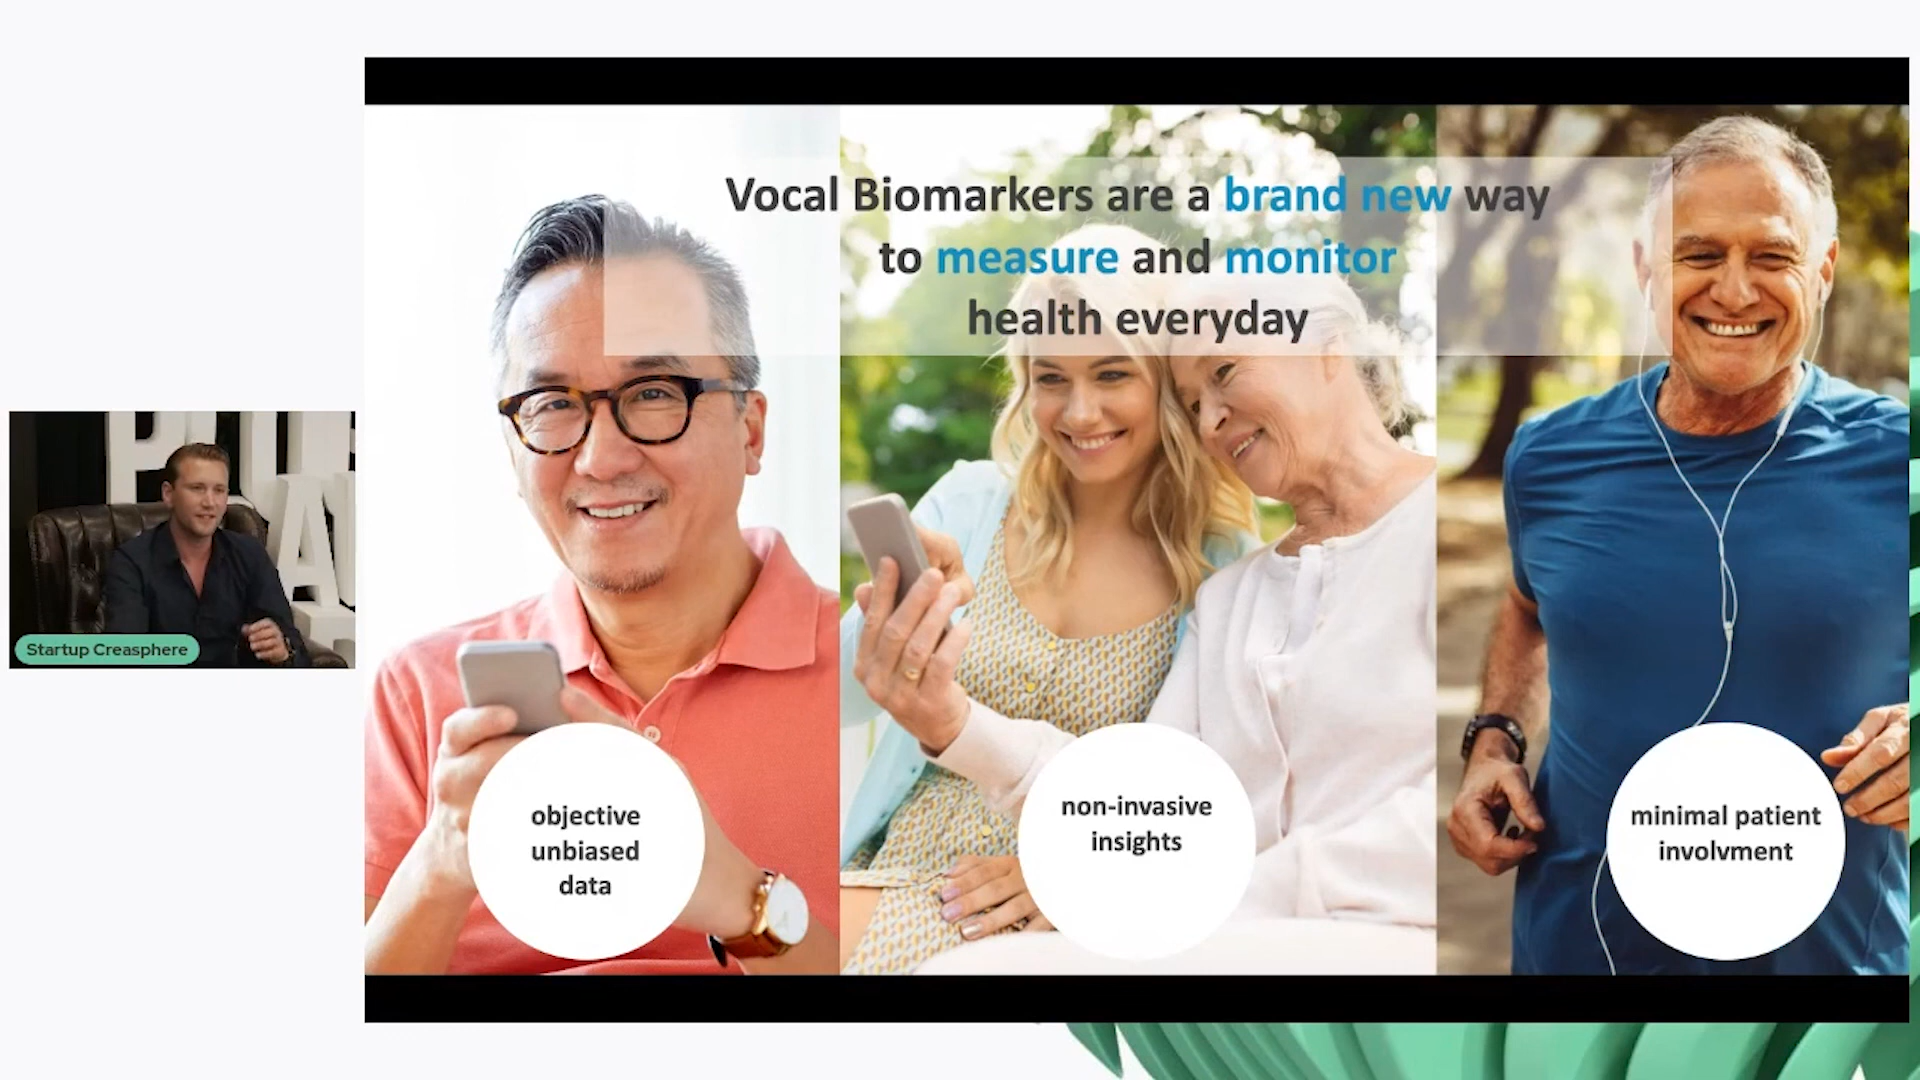 Vocal Biomarkers are a brand new way
to measure and monitor
health everyday
Startup Creasphere
objective
unbiased
data
non-invasive
insights
minimal patient
involvment